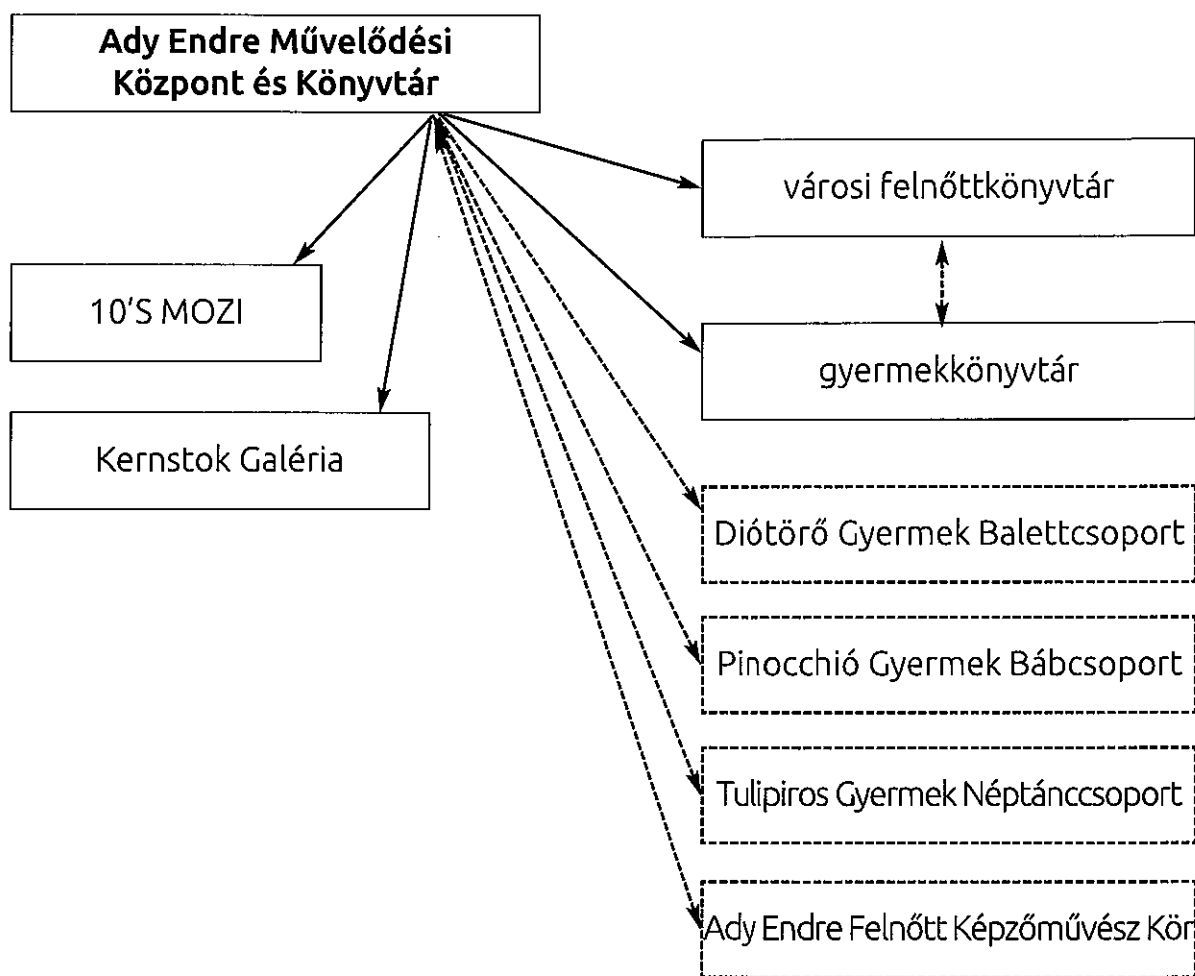 Ady Endre Művelődési
Központ és Könyvtár
városi felnőttkönyvtár
10'S MOZI
gyermekkönyvtár
Kernstok Galéria
Diótörő Gyermek Balettcsoport
Pinocchió Gyermek Bábcsoport
Tulipiros Gyermek Néptánccsoport
Ady Endre Felnőtt Képzőművész Kör